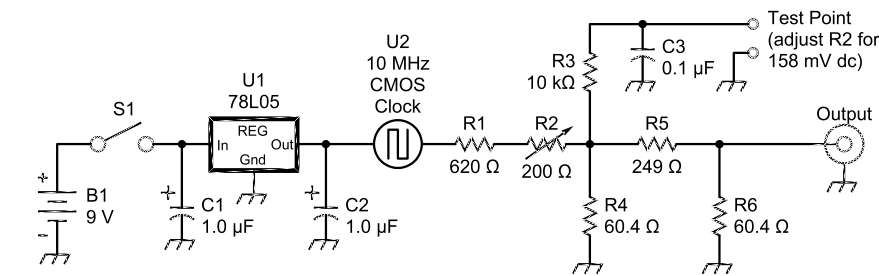 Test Point
(adjust R2 for
158 mV dc)
C3
0.1 µF
R3
10 kΩ
U2
10 MHz
CMOS
Clock
U1
78L05
S1
REG
In
Out
Gnd
R1
620 Ω
R2
200 Ω
R5
249 Ω
Output
+
B1
9 V
-
+
C1
1.0 µF
+
C2
1.0 µF
R4
60.4 Ω
R6
60.4 Ω